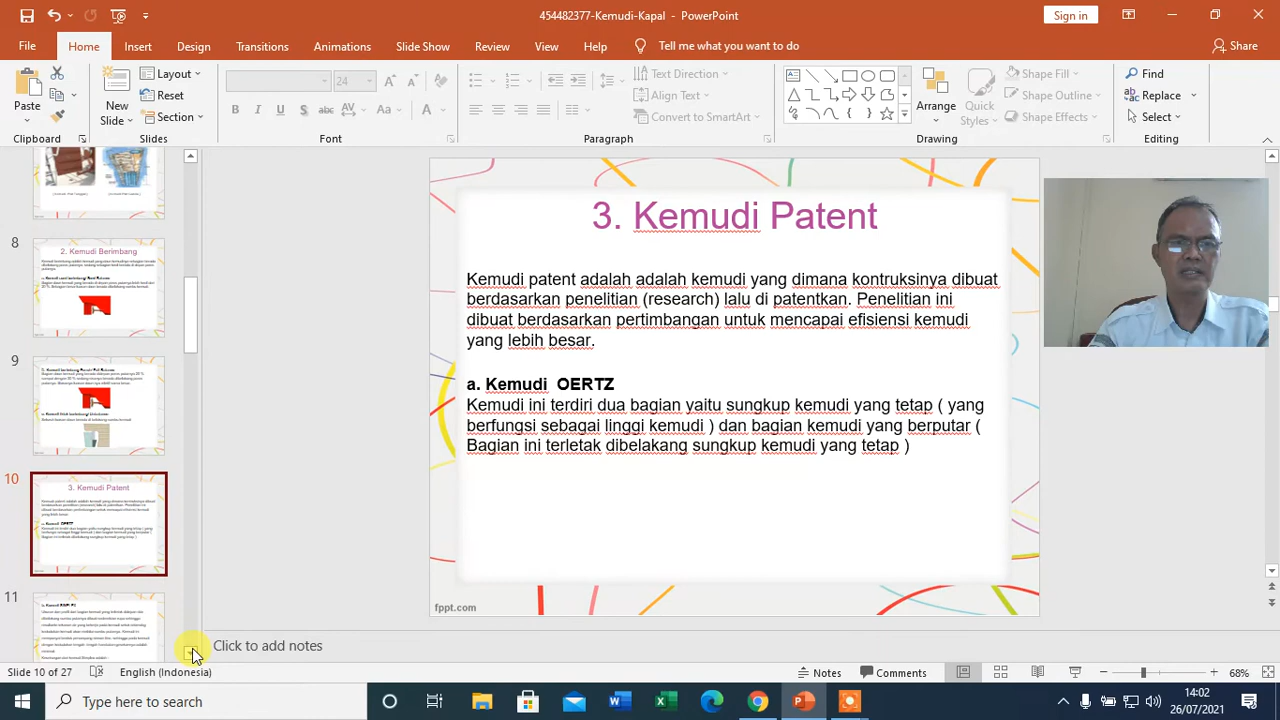 454482377-Kemudi-Kapal - PowerPoint
Sign in
File Home Insert Design Transitions Animations Slide Show Review View Help Tell me what you want to do Share
Paste
Clipboard
New Slide
Layout
Reset
Section
Slides
24
B I U S abc AV Aa A
Font
Text Direction
Align Text
Convert to SmartArt
Paragraph
Arrange
Quick Styles
Shape Fill
Shape Outline
Shape Effects
Drawing
Find
Replace
Select
Editing
8
2. Kemudi Berimbang
9
10
3. Kemudi Patent
a. Kemudi OERTZ
11
3. Kemudi Patent
Kemudi patent adalah adalah kemudi yang dimana kontruksinya dibuat
berdasarkan penelitian (research) lalu di patentkan. Penelitian ini
dibuat berdasarkan pertimbangan untuk mencapai efisiensi kemudi
yang lebih besar.
a. Kemudi OERTZ
Kemudi ini terdiri dua bagian yaitu sungkup kemudi yang tetap ( yang
berfungsi sebagai linggi kemudi ) dan bagian kemudi yang berputar (
Bagian ini terletak dibelakang sungkup kemudi yang tetap )
fppt.com
Click to add notes
Slide 10 of 27
English (Indonesia)
Notes
Comments
68%
Type here to search
14:02
26/07/2021